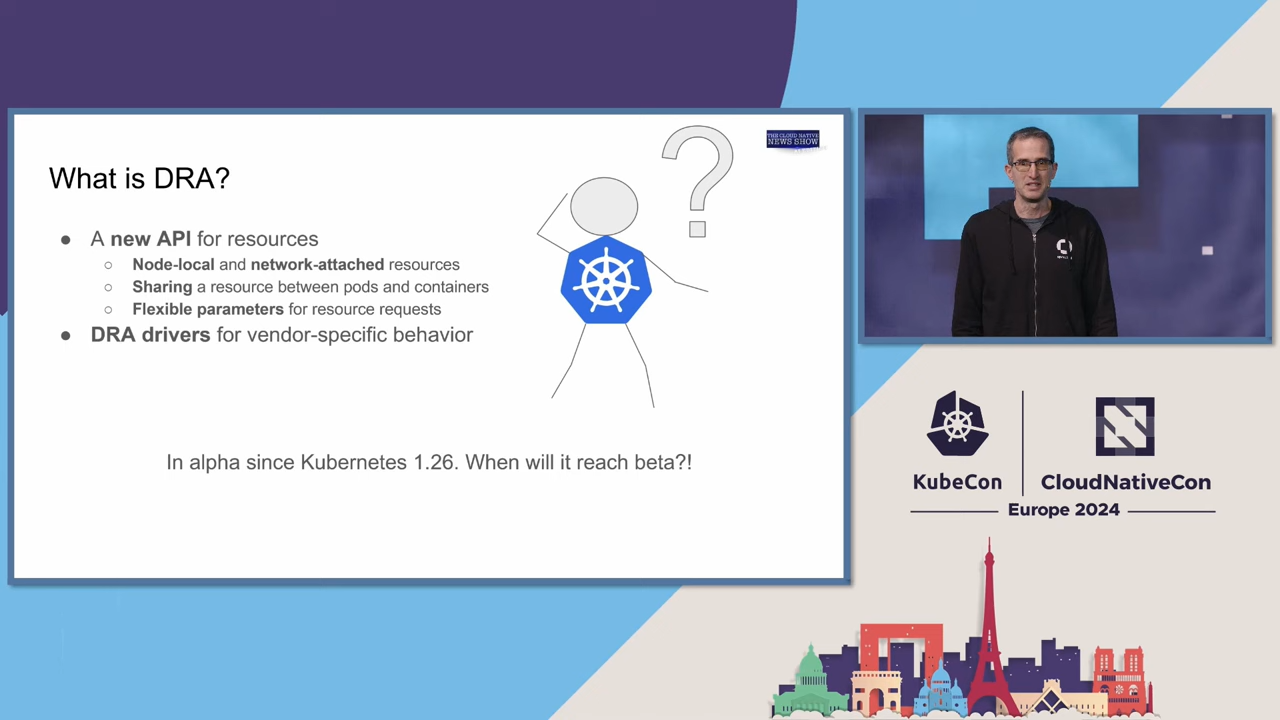 THE CLOUD NATIVE
NEWS SHOW
What is DRA?
● A new API for resources
○ Node-local and network-attached resources
○ Sharing a resource between pods and containers
○ Flexible parameters for resource requests
● DRA drivers for vendor-specific behavior
?
In alpha since Kubernetes 1.26. When will it reach beta?!
KubeCon
CloudNativeCon
Europe 2024